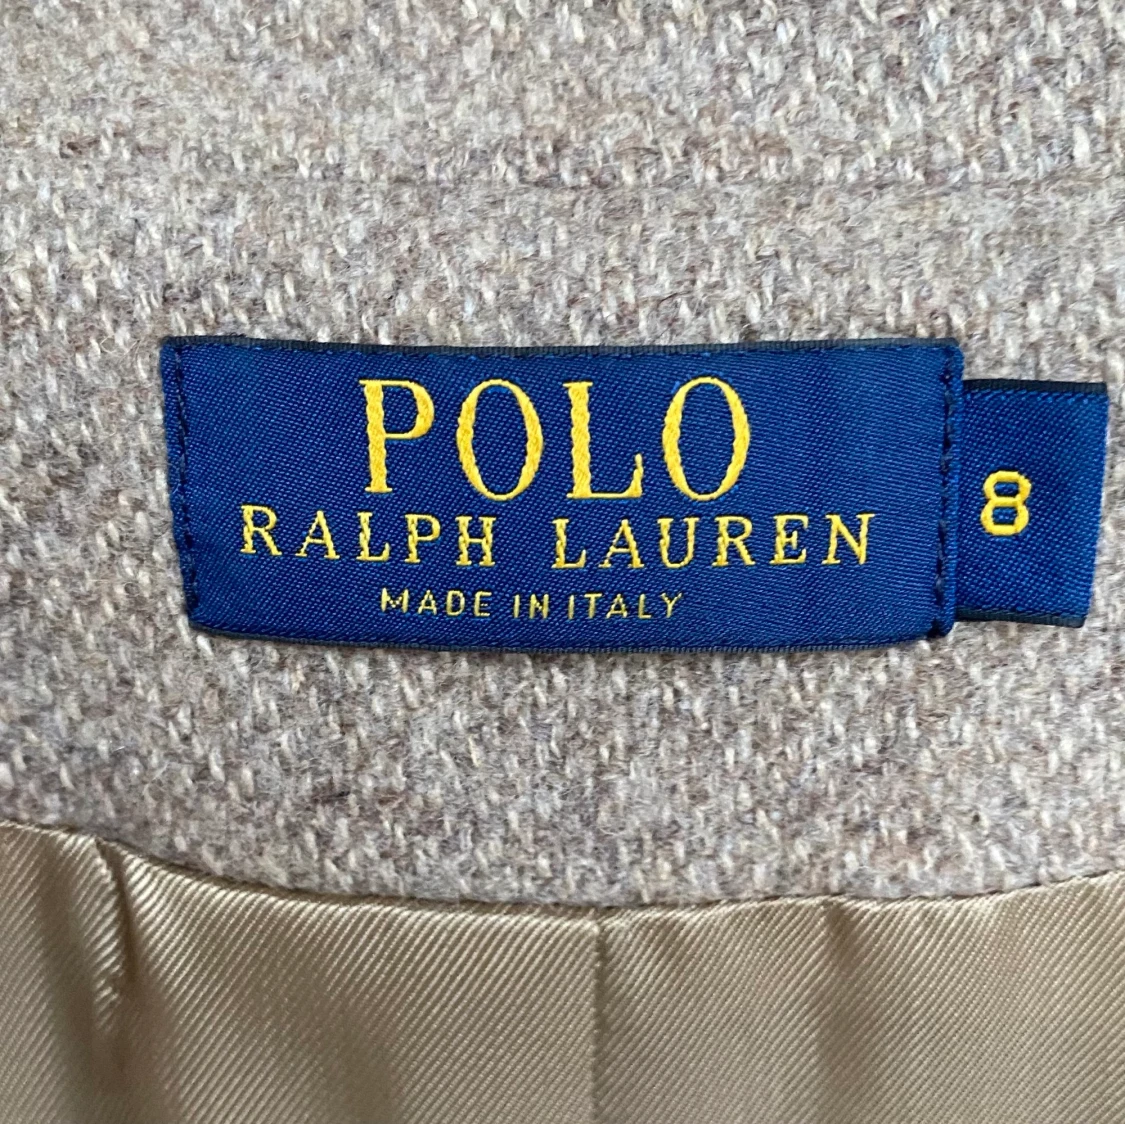 POLO
RALPH LAUREN
MADE IN ITALY
8